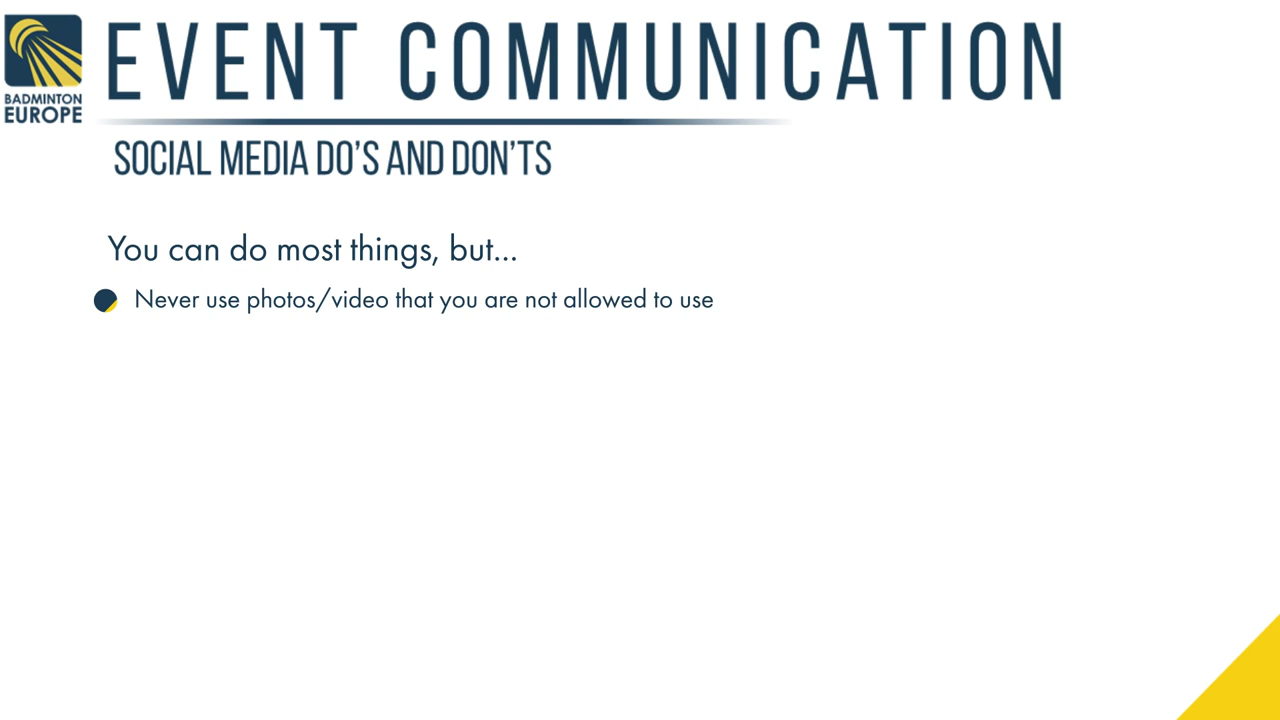 EVENT COMMUNICATION
BADMINTON
EUROPE
SOCIAL MEDIA DO’S AND DON’TS
You can do most things, but...
Never use photos/video that you are not allowed to use